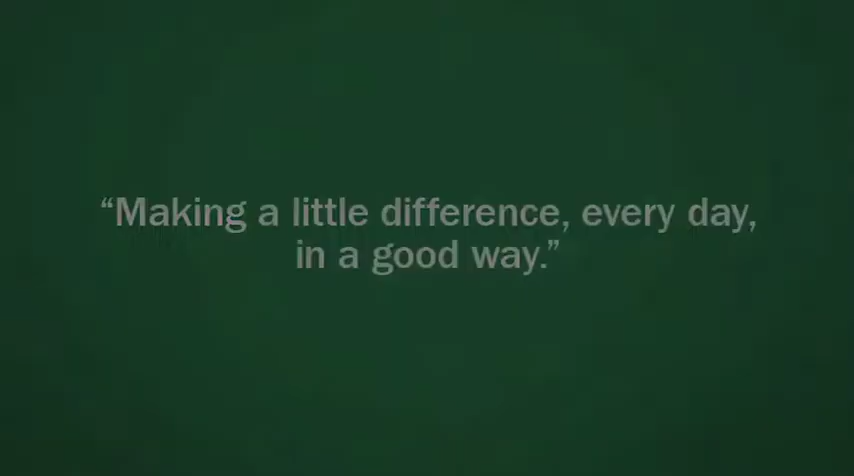 “Making a little difference, every day,
in a good way.”